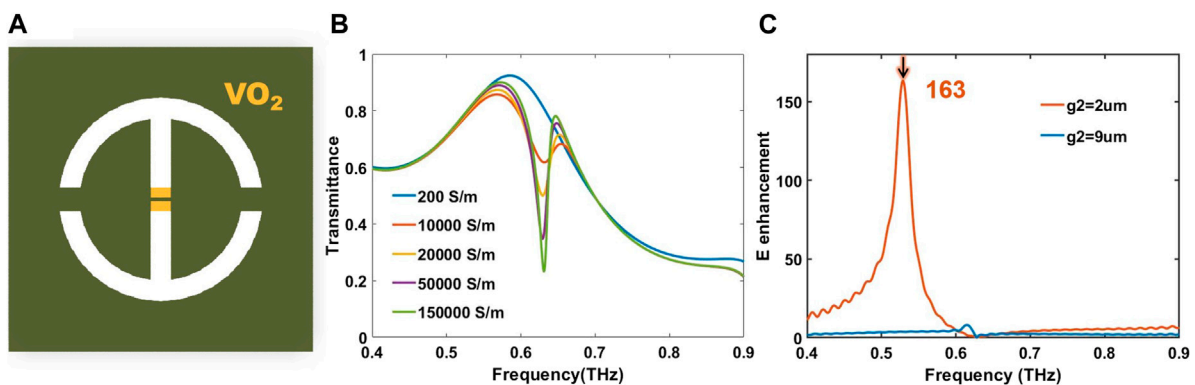 A
VO₂
B
Transmittance
1
0.8
0.6
0.4
0.2
0
200 S/m
10000 S/m
20000 S/m
50000 S/m
150000 S/m
0.4 0.5 0.6 0.7 0.8 0.9
Frequency(THz)
C
E enhancement
150
100
50
0
163
g2=2um
g2=9um
0.4 0.5 0.6 0.7 0.8 0.9
Frequency (THz)